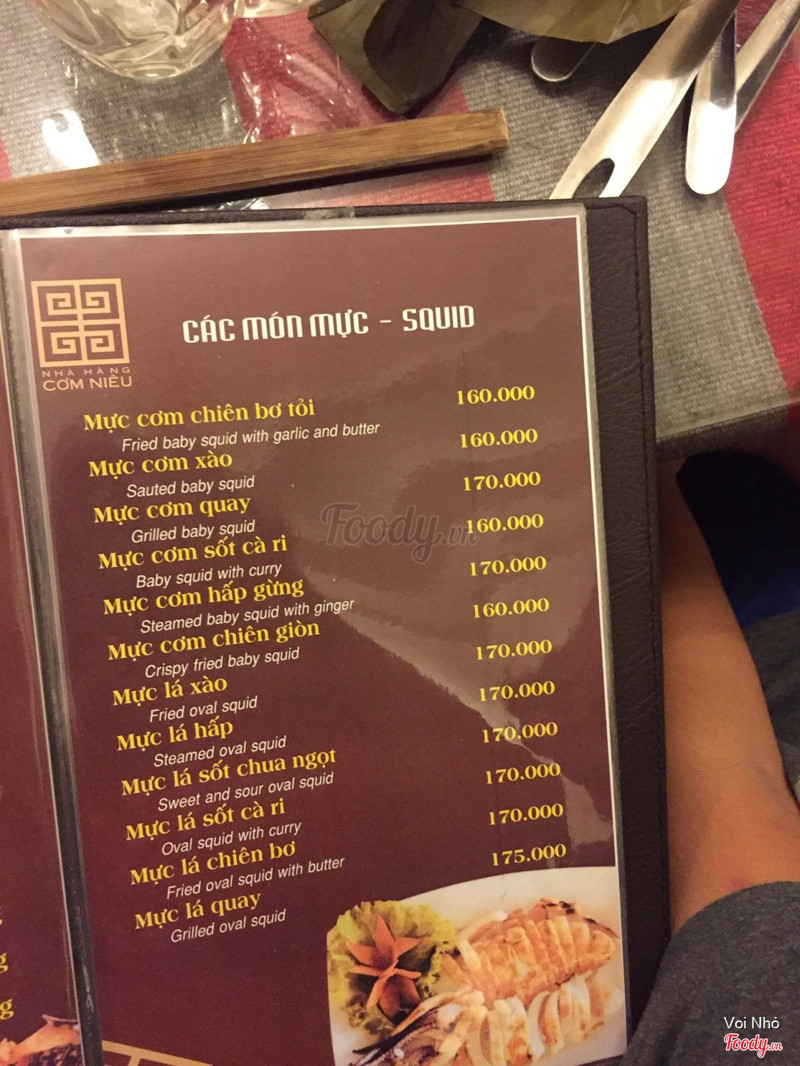 NHÀ HÀNG
CƠM NIÊU
CÁC MÓN MỰC - SQUID
Mực cơm chiên bơ tỏi 160.000
Fried baby squid with garlic and butter
Mực cơm xào 160.000
Sauted baby squid
Mực cơm quay 170.000
Grilled baby squid
Mực cơm sốt cà ri 160.000
Baby squid with curry
Mực cơm hấp gừng 170.000
Steamed baby squid with ginger
Mực cơm chiên giòn 160.000
Crispy fried baby squid
Mực lá xào 170.000
Fried oval squid
Mực lá hấp 170.000
Steamed oval squid
Mực lá sốt chua ngọt 170.000
Sweet and sour oval squid
Mực lá sốt cà ri 170.000
Oval squid with curry
Mực lá chiên bơ 170.000
Fried oval squid with butter
Mực lá quay 175.000
Grilled oval squid
Foody.vn
Voi Nhỏ
Foody.vn